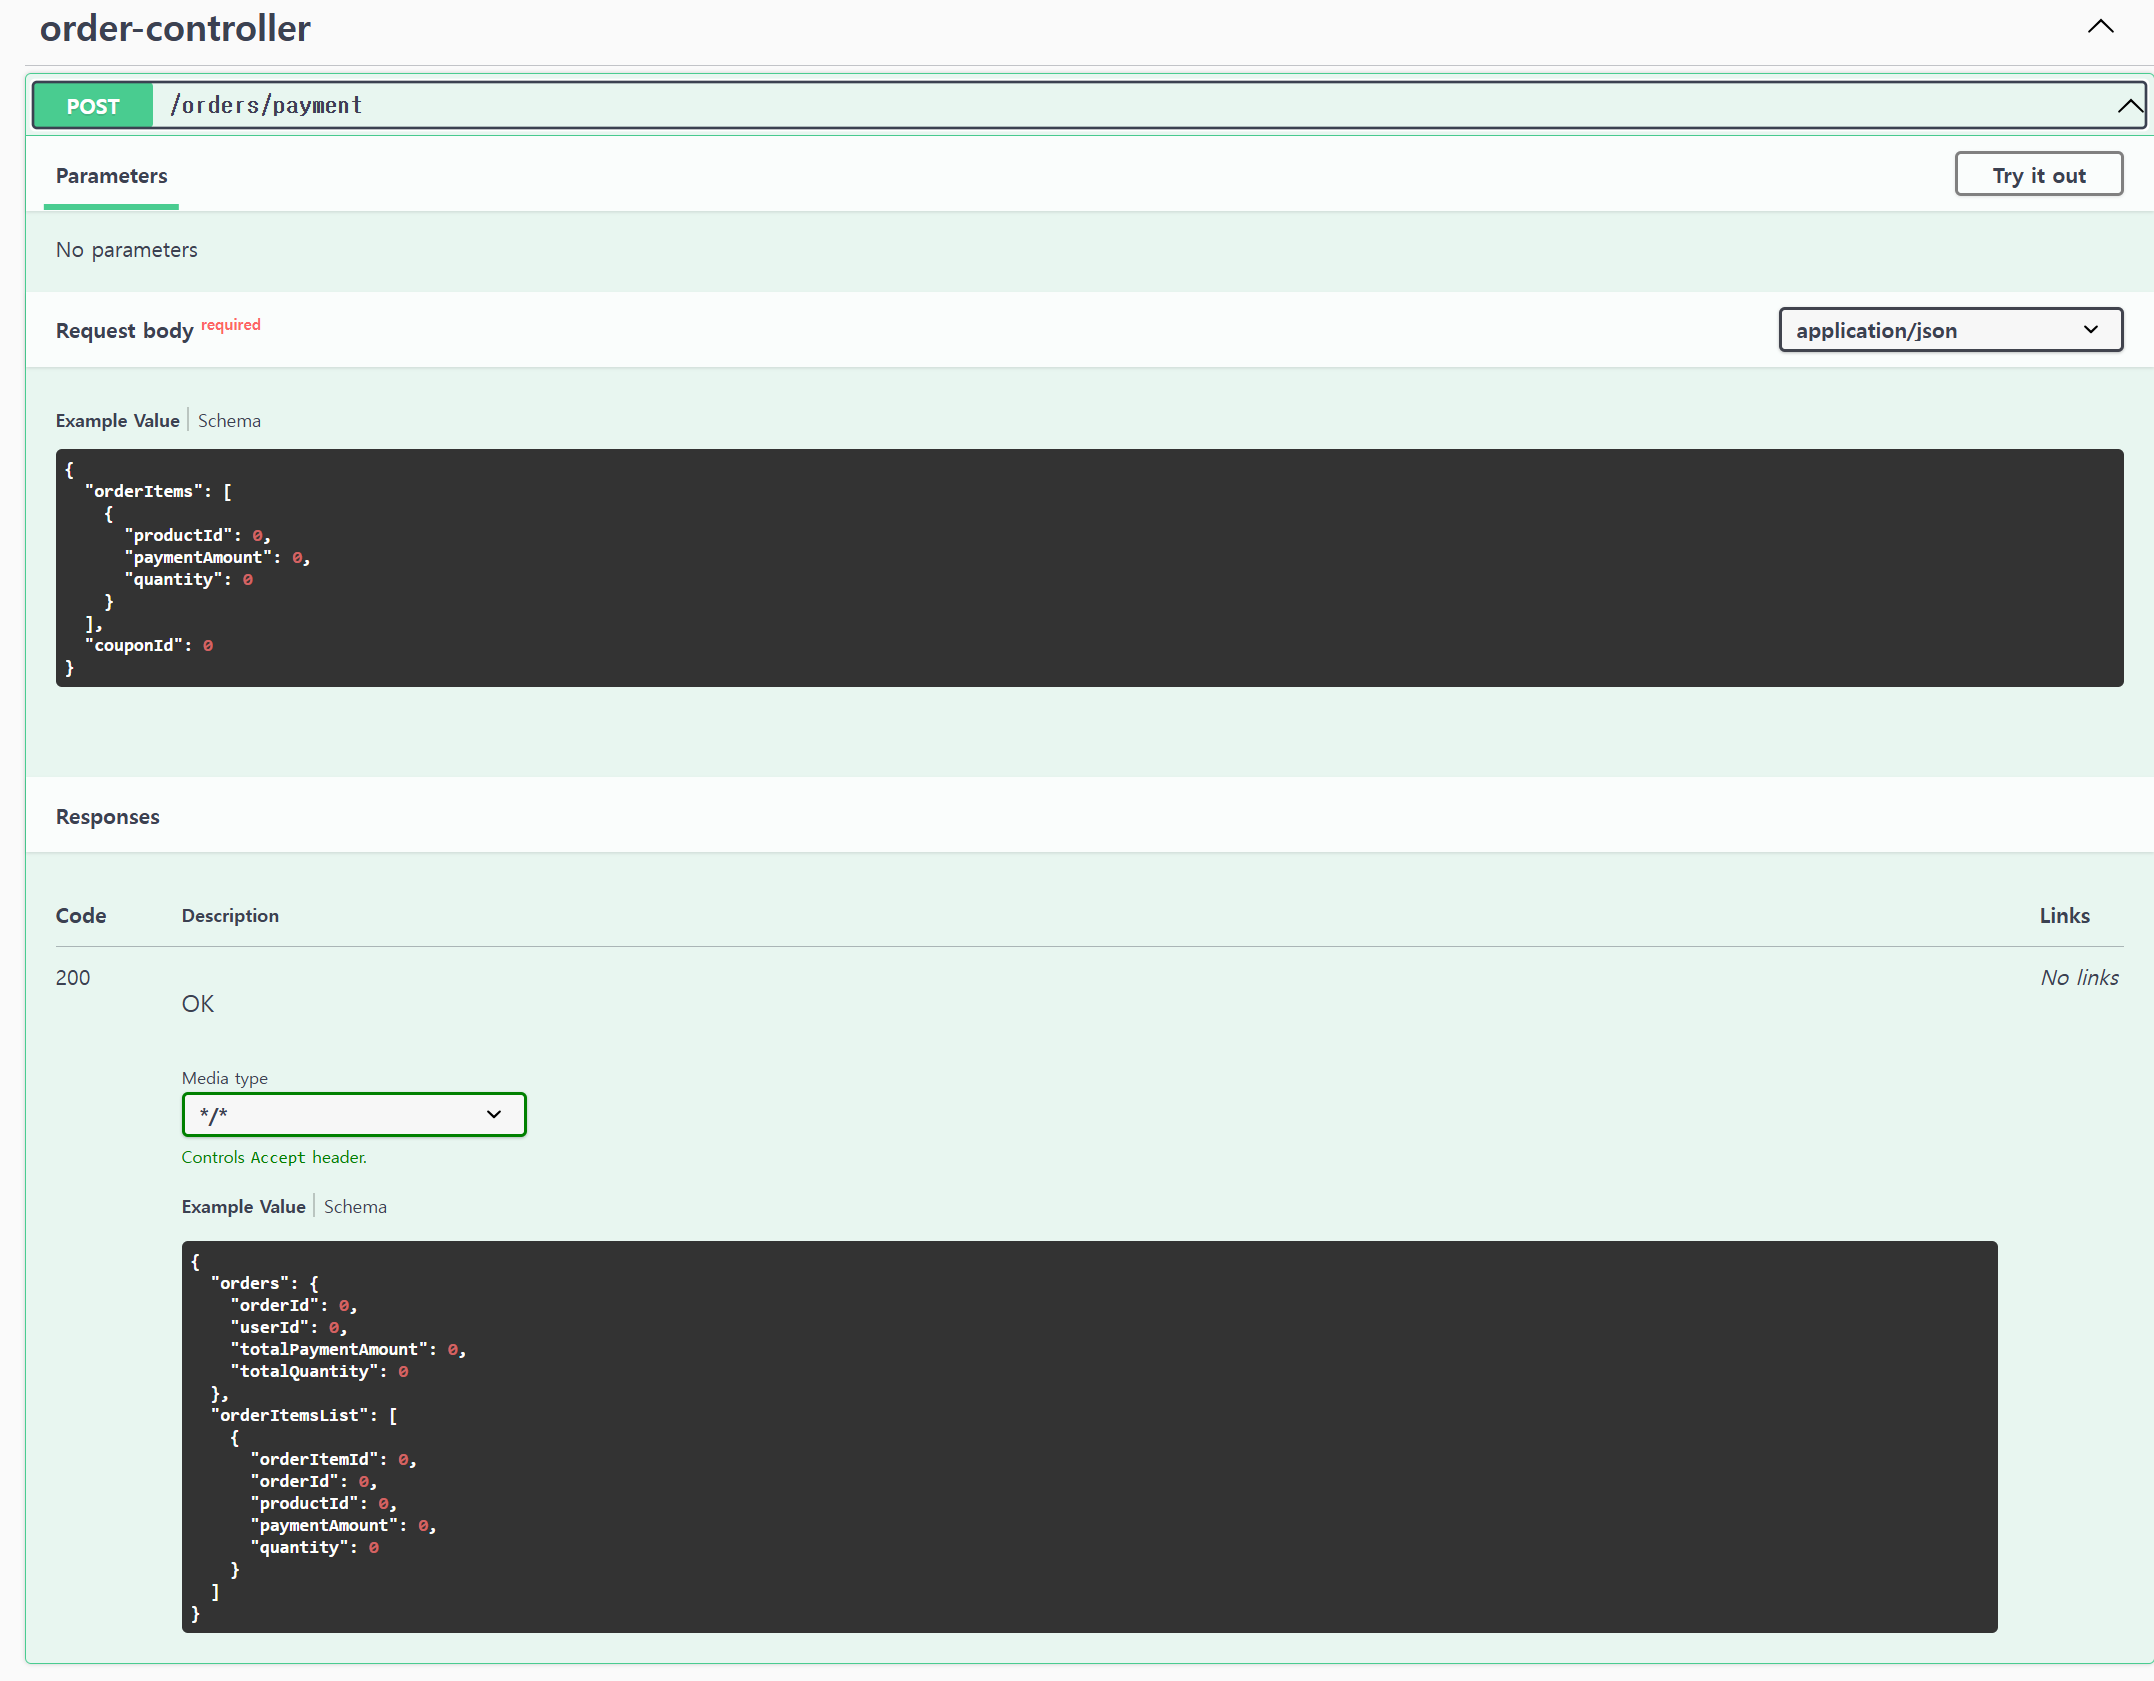 order-controller
POST /orders/payment
Parameters
Try it out
No parameters
Request body required
application/json
Example Value | Schema
{
  "orderItems": [
    {
      "productId": 0,
      "paymentAmount": 0,
      "quantity": 0
    }
  ],
  "couponId": 0
}
Responses
Code Description Links
200 No links
OK
Media type
*/*
Controls Accept header.
Example Value | Schema
{
  "orders": {
    "orderId": 0,
    "userId": 0,
    "totalPaymentAmount": 0,
    "totalQuantity": 0
  },
  "orderItemsList": [
    {
      "orderItemId": 0,
      "orderId": 0,
      "productId": 0,
      "paymentAmount": 0,
      "quantity": 0
    }
  ]
}